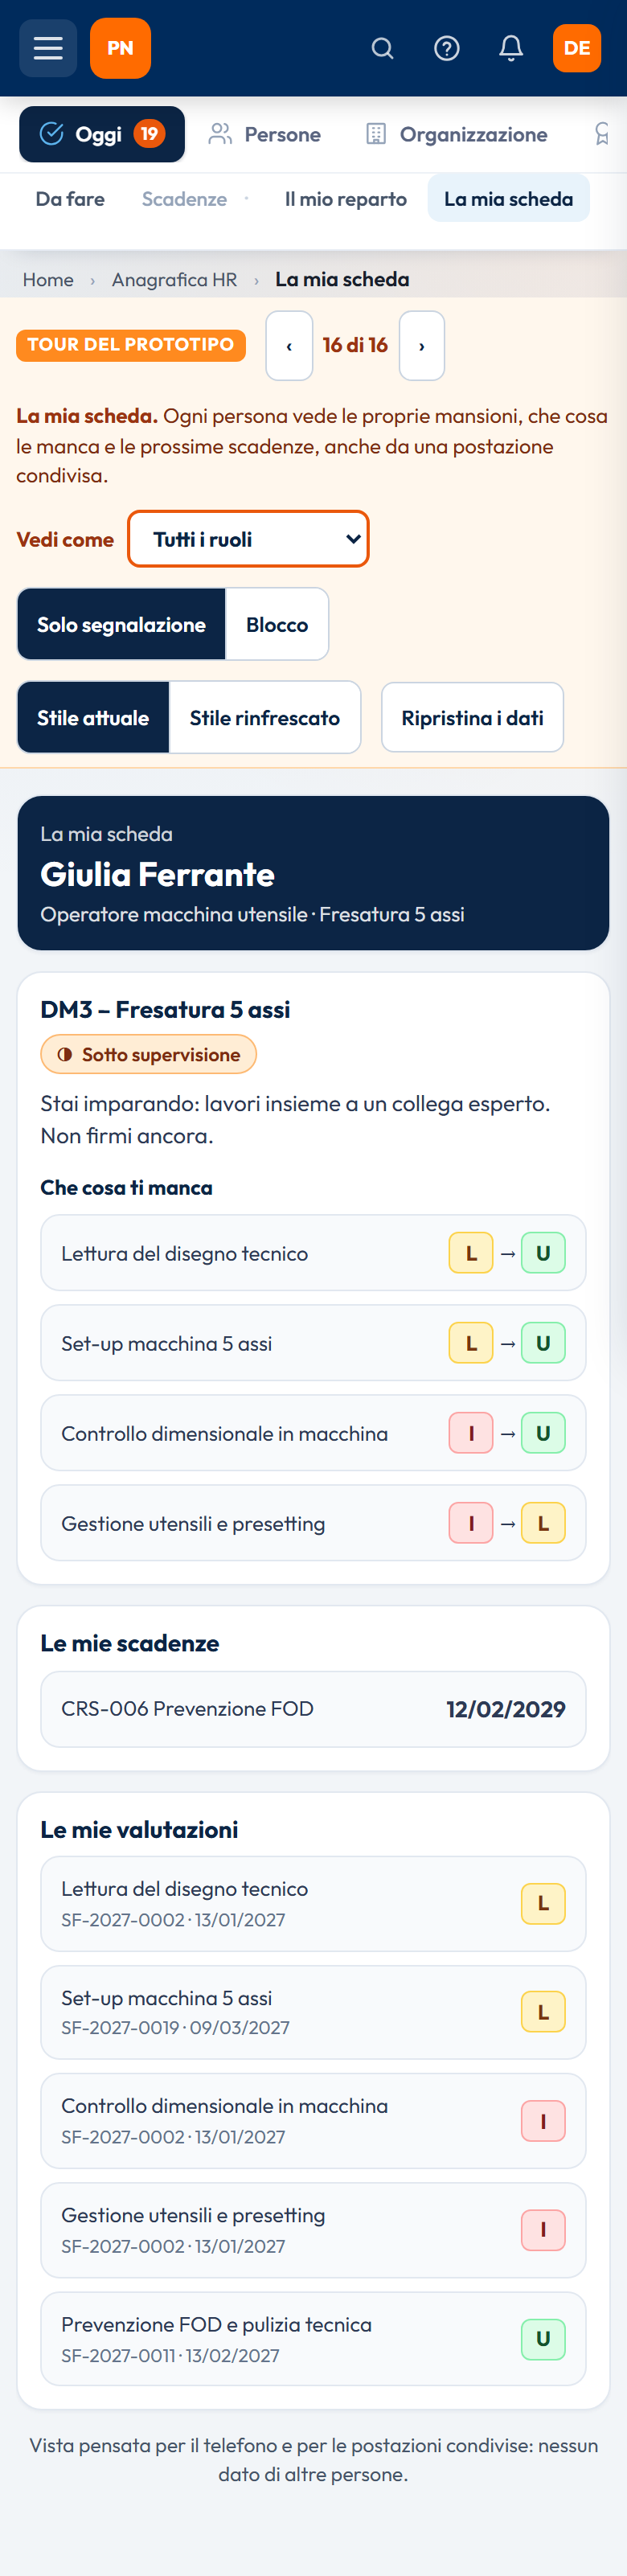 PN
DE
Oggi 19 Persone Organizzazione
Da fare Scadenze · Il mio reparto La mia scheda
Home › Anagrafica HR › La mia scheda
TOUR DEL PROTOTIPO ‹ 16 di 16 ›
La mia scheda. Ogni persona vede le proprie mansioni, che cosa
le manca e le prossime scadenze, anche da una postazione
condivisa.
Vedi come Tutti i ruoli
Solo segnalazione Blocco
Stile attuale Stile rinfrescato Ripristina i dati
La mia scheda
Giulia Ferrante
Operatore macchina utensile · Fresatura 5 assi
DM3 – Fresatura 5 assi
Sotto supervisione
Stai imparando: lavori insieme a un collega esperto.
Non firmi ancora.
Che cosa ti manca
Lettura del disegno tecnico L → U
Set-up macchina 5 assi L → U
Controllo dimensionale in macchina I → U
Gestione utensili e presetting I → L
Le mie scadenze
CRS-006 Prevenzione FOD 12/02/2029
Le mie valutazioni
Lettura del disegno tecnico L
SF-2027-0002 · 13/01/2027
Set-up macchina 5 assi L
SF-2027-0019 · 09/03/2027
Controllo dimensionale in macchina I
SF-2027-0002 · 13/01/2027
Gestione utensili e presetting I
SF-2027-0002 · 13/01/2027
Prevenzione FOD e pulizia tecnica U
SF-2027-0011 · 13/02/2027
Vista pensata per il telefono e per le postazioni condivise: nessun
dato di altre persone.